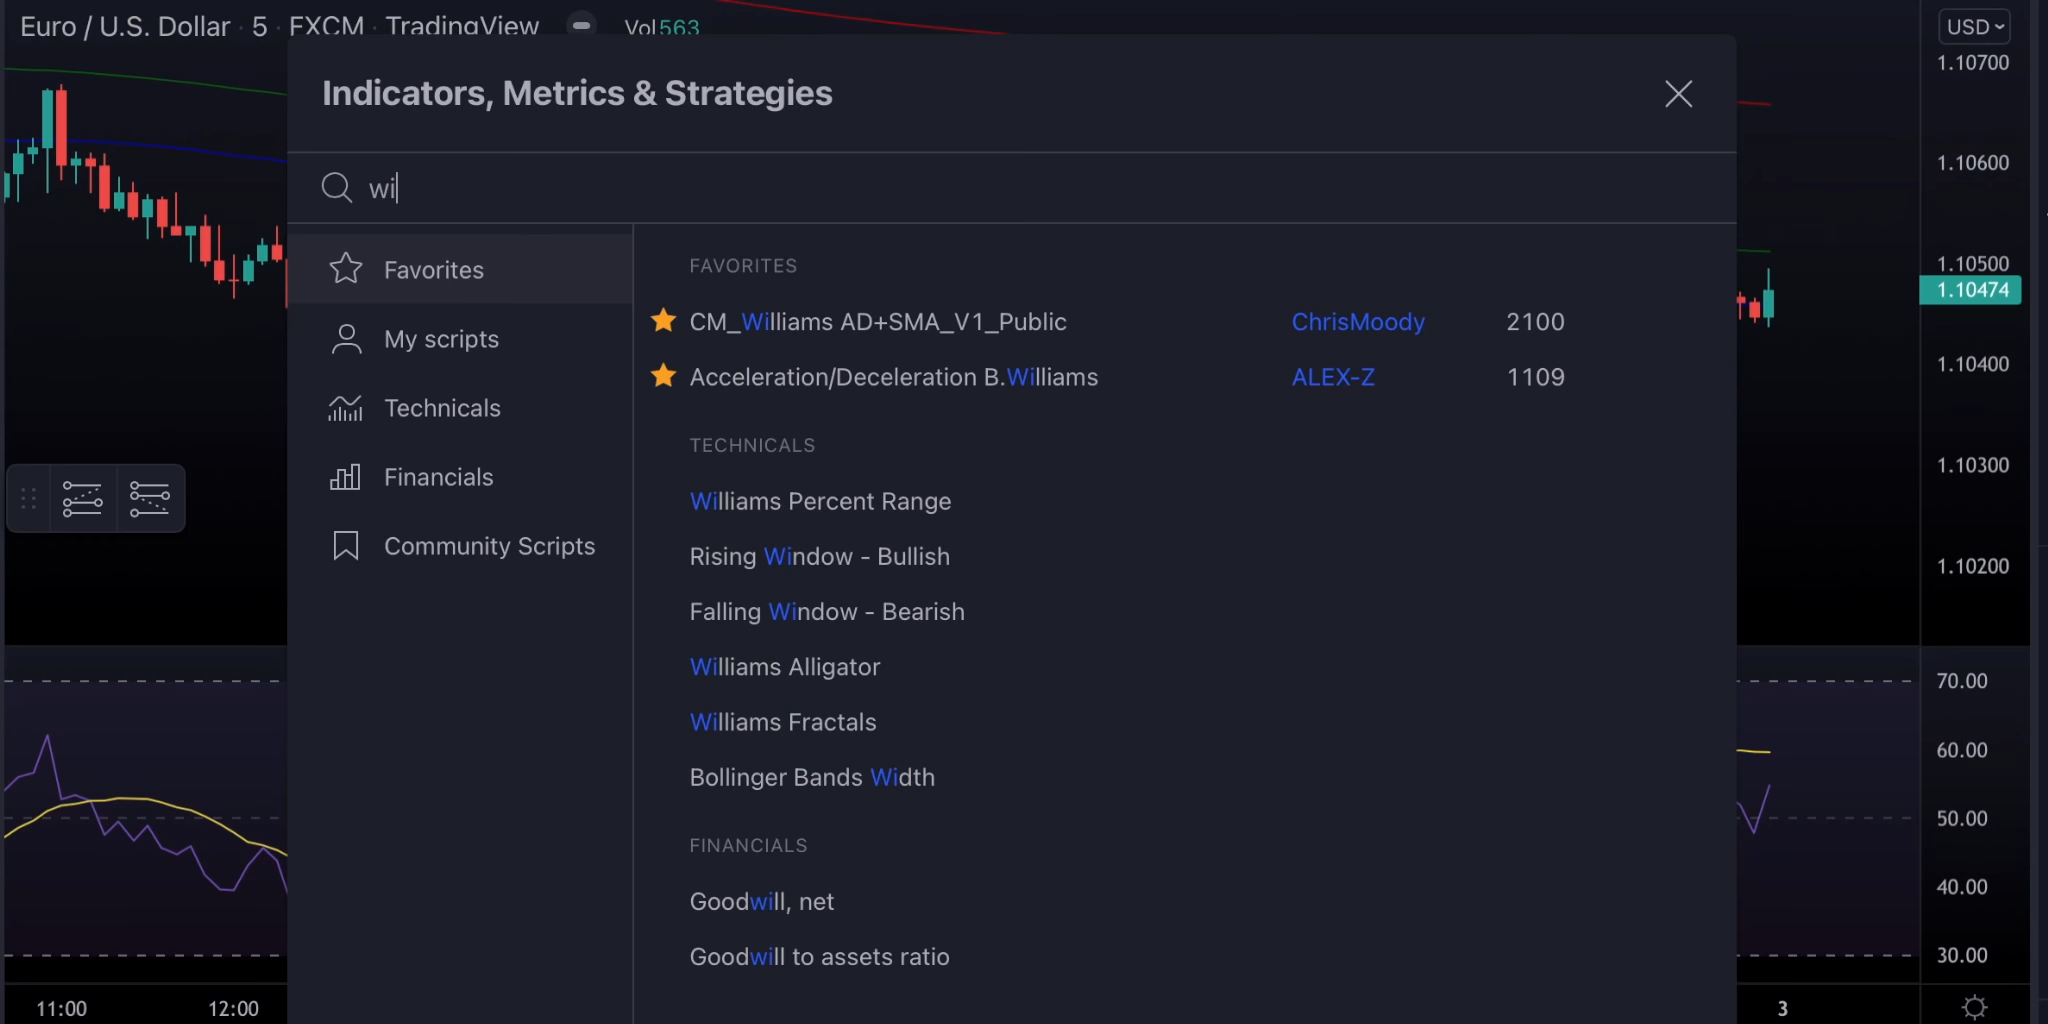 Euro / U.S. Dollar · 5 · FXCM · TradingView Vol563
USD
1.10700
1.10600
1.10500
1.10474
1.10400
1.10300
1.10200
Indicators, Metrics & Strategies
wi
Favorites
My scripts
Technicals
Financials
Community Scripts
FAVORITES
CM_Williams AD+SMA_V1_Public ChrisMoody 2100
Acceleration/Deceleration B.Williams ALEX-Z 1109
TECHNICALS
Williams Percent Range
Rising Window - Bullish
Falling Window - Bearish
Williams Alligator
Williams Fractals
Bollinger Bands Width
FINANCIALS
Goodwill, net
Goodwill to assets ratio
70.00
60.00
50.00
40.00
30.00
11:00 12:00 3